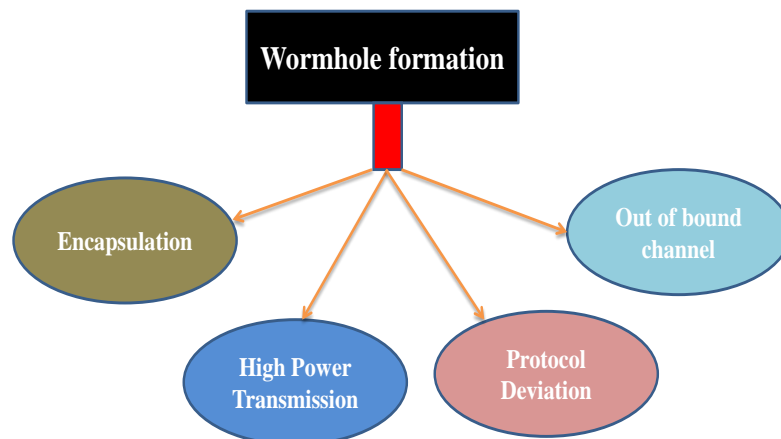 Wormhole formation
Encapsulation
Out of bound
channel
High Power
Transmission
Protocol
Deviation